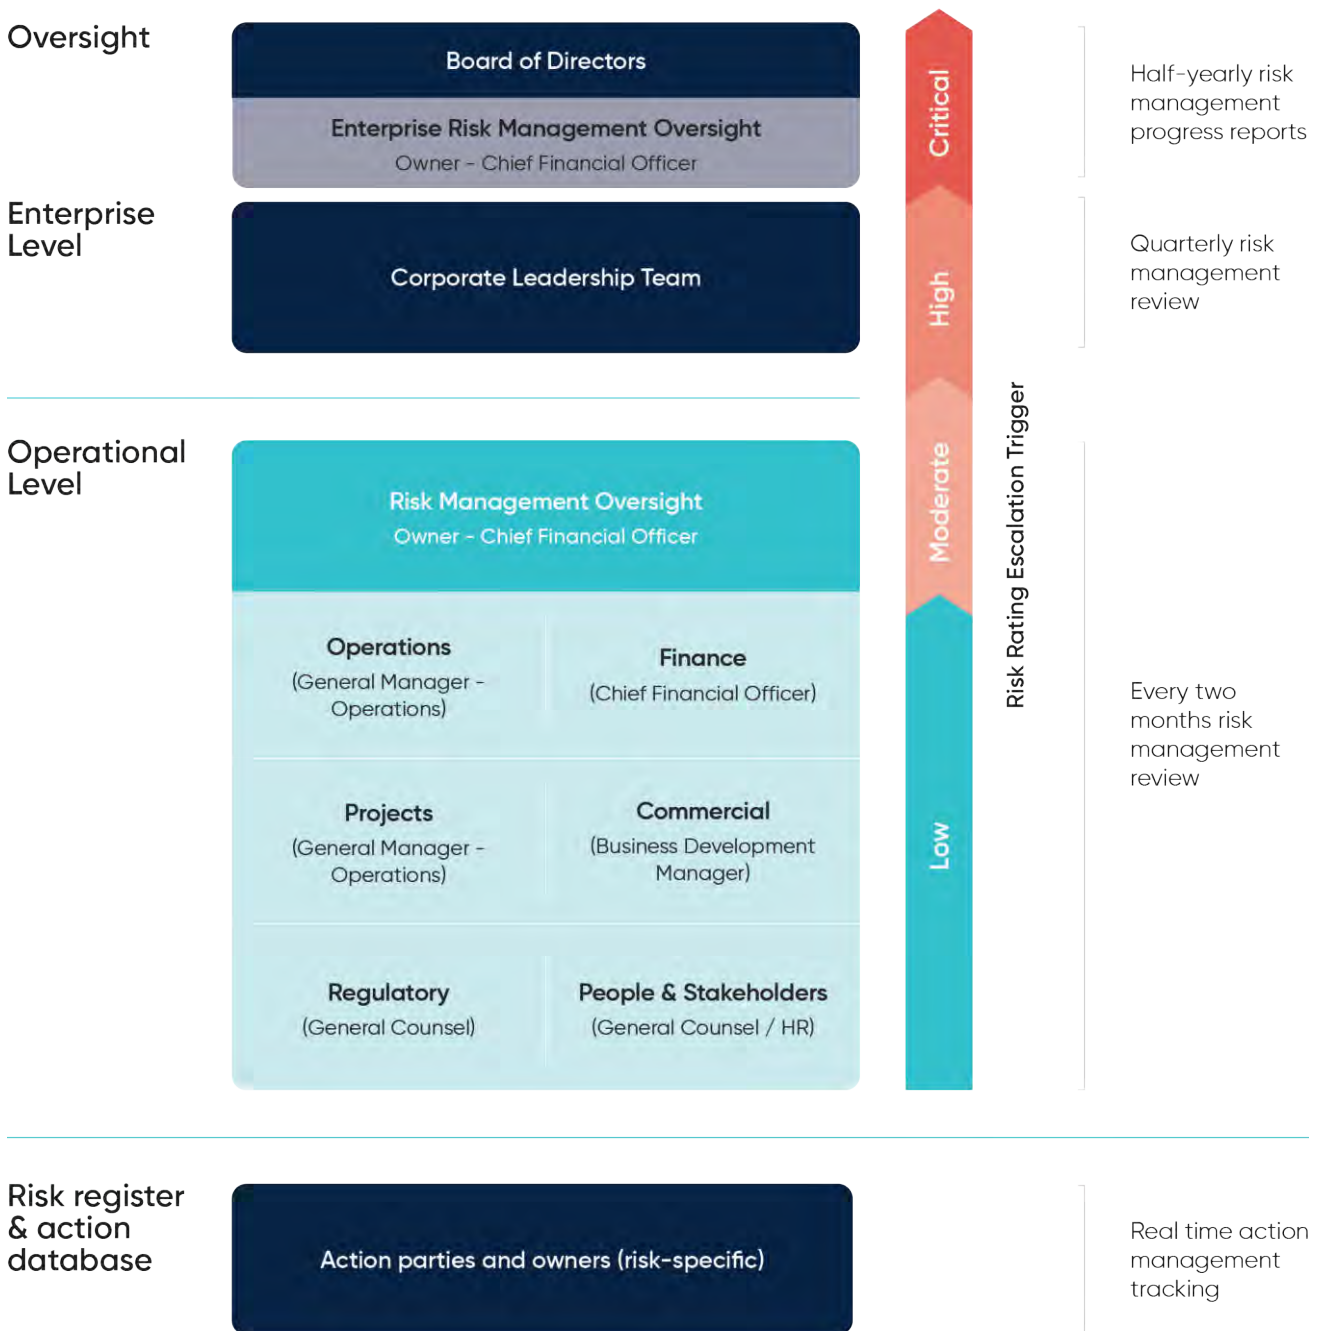 Oversight
Board of Directors
Enterprise Risk Management Oversight
Owner - Chief Financial Officer
Critical
Half-yearly risk
management
progress reports
Enterprise
Level
Corporate Leadership Team
High
Quarterly risk
management
review
Risk Rating Escalation Trigger
Operational
Level
Risk Management Oversight
Owner - Chief Financial Officer
Moderate
Operations
(General Manager -
Operations)
Finance
(Chief Financial Officer)
Every two
months risk
management
review
Projects
(General Manager -
Operations)
Commercial
(Business Development
Manager)
Low
Regulatory
(General Counsel)
People & Stakeholders
(General Counsel / HR)
Risk register
& action
database
Action parties and owners (risk-specific)
Real time action
management
tracking